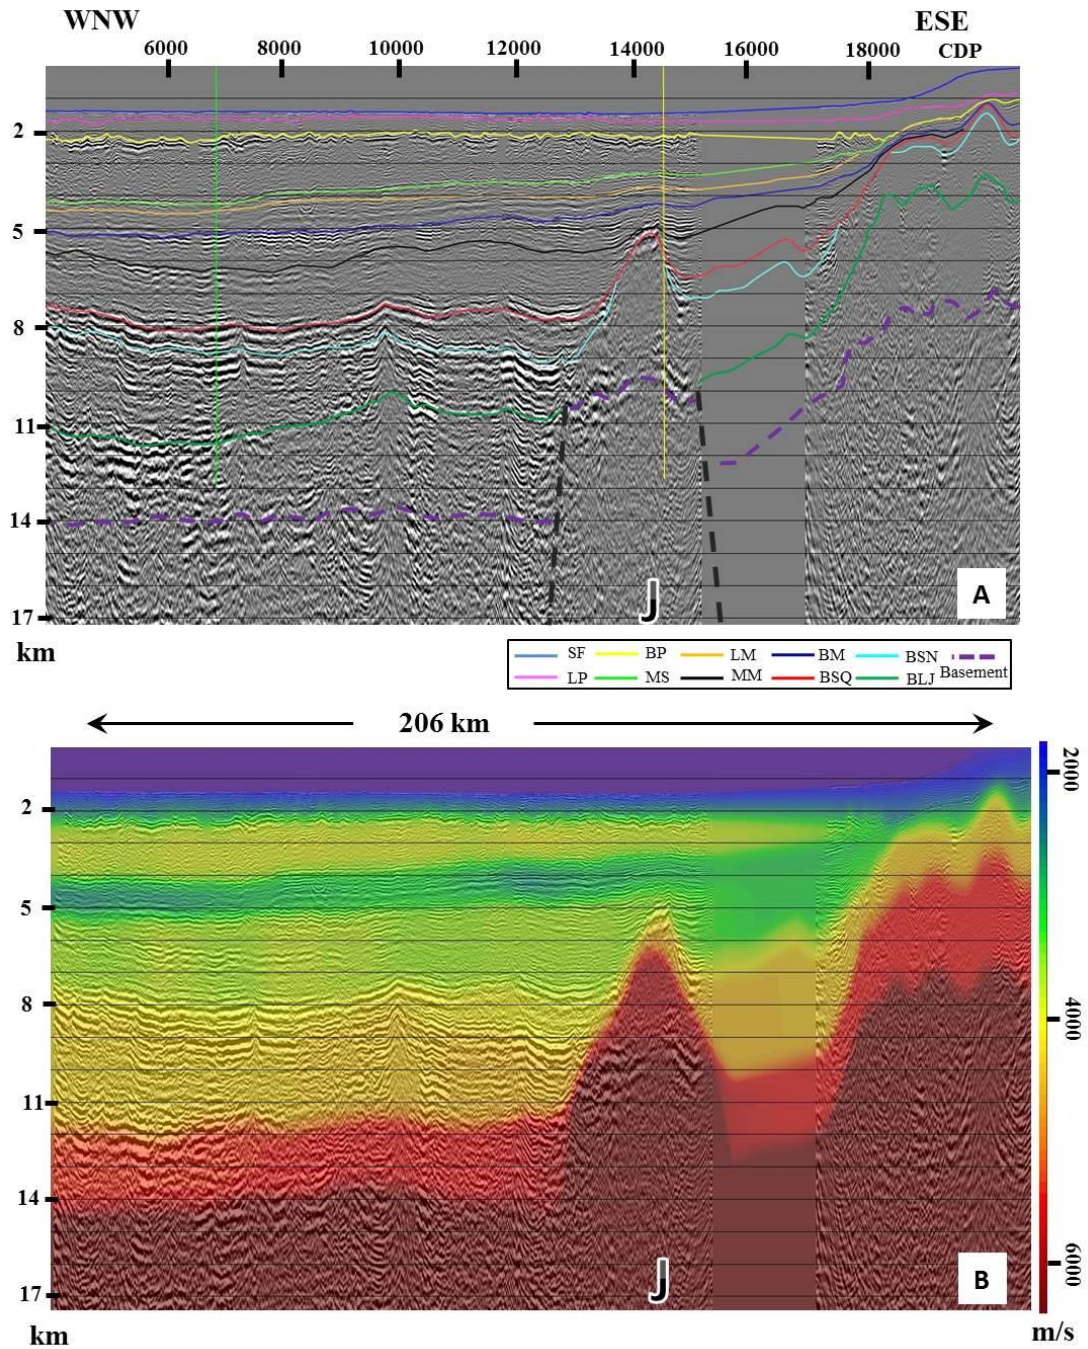 WNW ESE
6000 8000 10000 12000 14000 16000 18000 CDP
2
5
8
11
14
17
km
J
A
SF BP LM BM BSN
LP MS MM BSQ BLJ Basement
206 km
2
5
8
11
14
17
km
J
B
2000
4000
6000
m/s